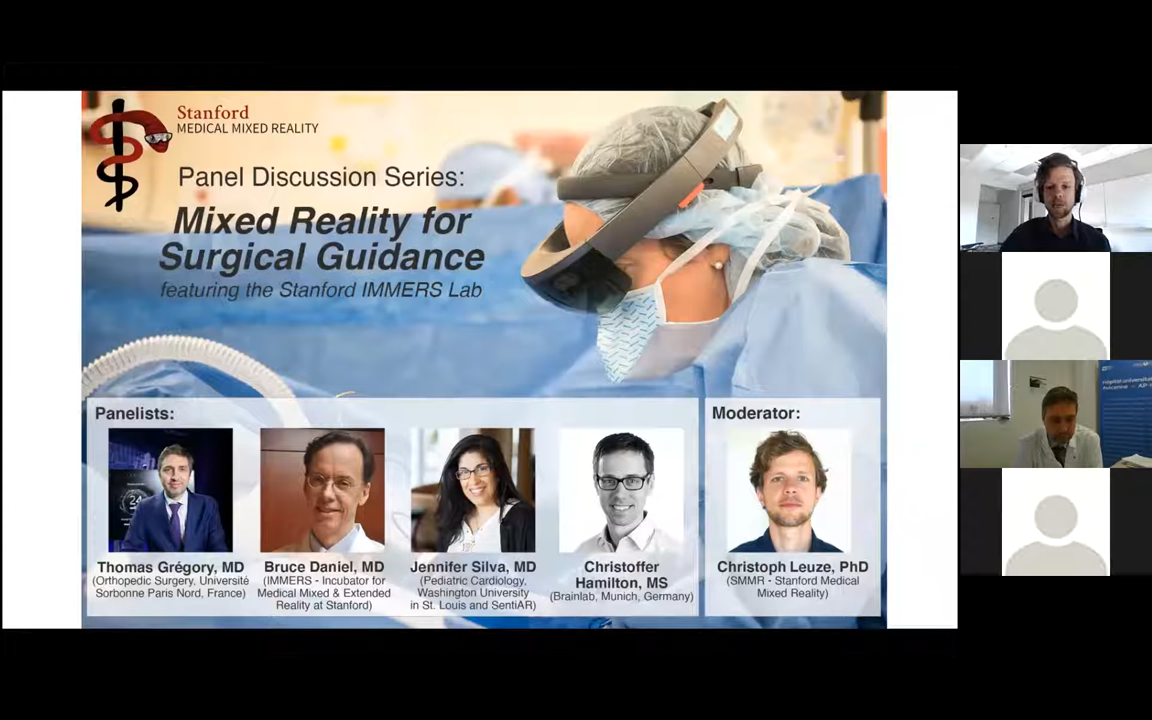 Stanford
MEDICAL MIXED REALITY
Panel Discussion Series:
Mixed Reality for
Surgical Guidance
featuring the Stanford IMMERS Lab
Panelists:
Thomas Grégory, MD
(Orthopedic Surgery, Université
Sorbonne Paris Nord, France)
Bruce Daniel, MD
(IMMERS - Incubator for
Medical Mixed & Extended
Reality at Stanford)
Jennifer Silva, MD
(Pediatric Cardiology,
Washington University
in St. Louis and SentiAR)
Christoffer
Hamilton, MS
(Brainlab, Munich, Germany)
Moderator:
Christoph Leuze, PhD
(SMMR - Stanford Medical
Mixed Reality)
24